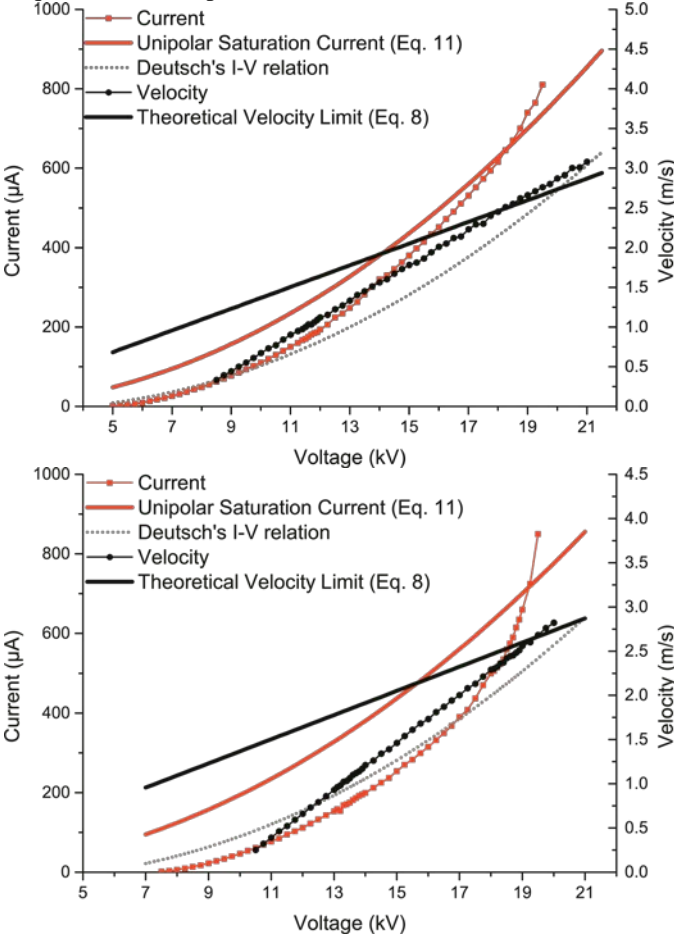 1000
800
600
400
200
0
Current (µA)
Current
Unipolar Saturation Current (Eq. 11)
Deutsch's I-V relation
Velocity
Theoretical Velocity Limit (Eq. 8)
5.0
4.5
4.0
3.5
3.0
2.5
2.0
1.5
1.0
0.5
0.0
Velocity (m/s)
5 7 9 11 13 15 17 19 21
Voltage (kV)
1000
800
600
400
200
0
Current (µA)
Current
Unipolar Saturation Current (Eq. 11)
Deutsch's I-V relation
Velocity
Theoretical Velocity Limit (Eq. 8)
4.5
4.0
3.5
3.0
2.5
2.0
1.5
1.0
0.5
0.0
Velocity (m/s)
5 7 9 11 13 15 17 19 21
Voltage (kV)